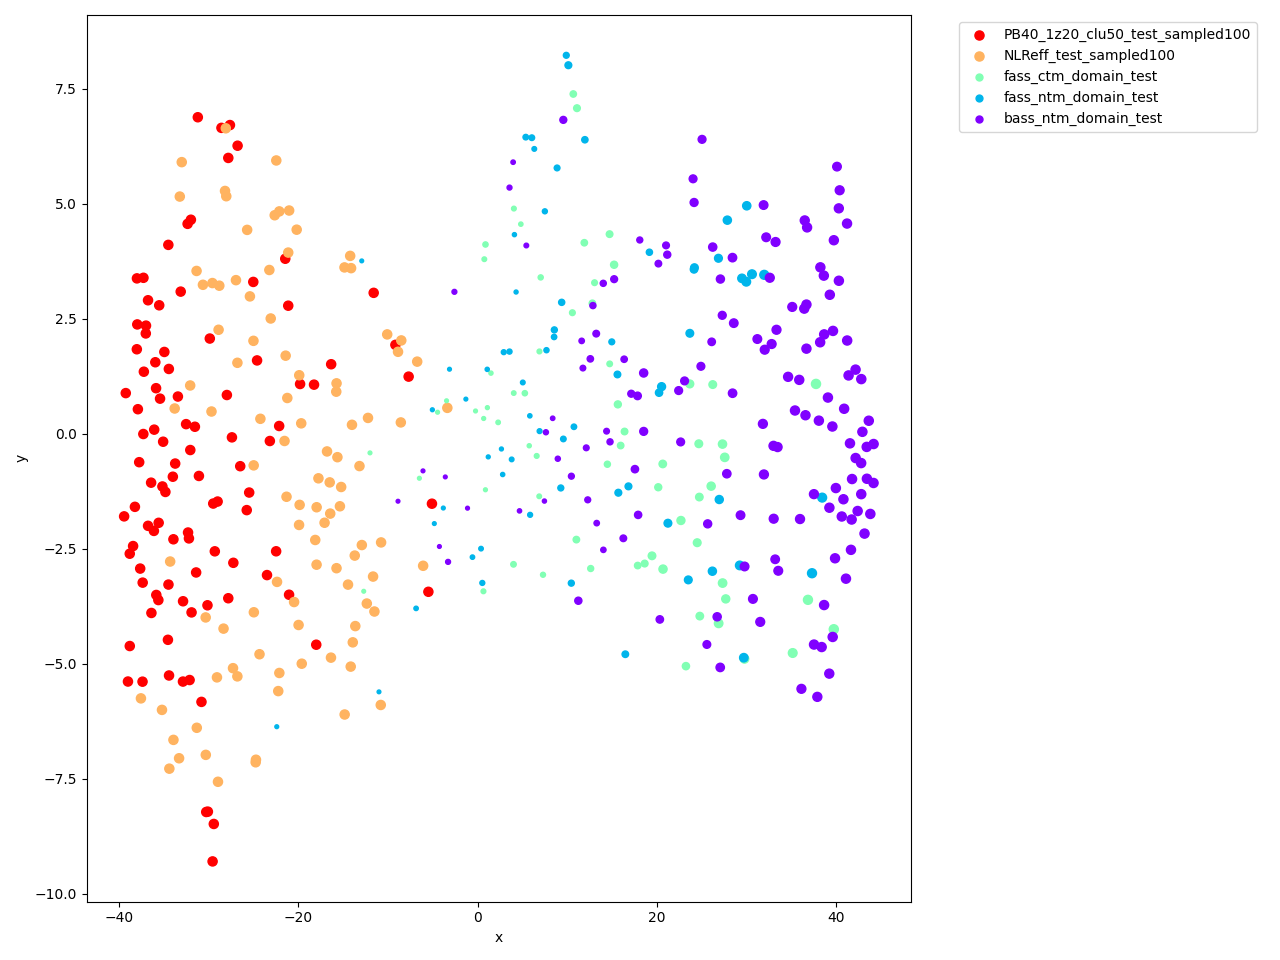 PB40_1z20_clu50_test_sampled100
NLReff_test_sampled100
fass_ctm_domain_test
fass_ntm_domain_test
bass_ntm_domain_test
7.5
5.0
2.5
0.0
−2.5
−5.0
−7.5
−10.0
y
−40 −20 0 20 40
x